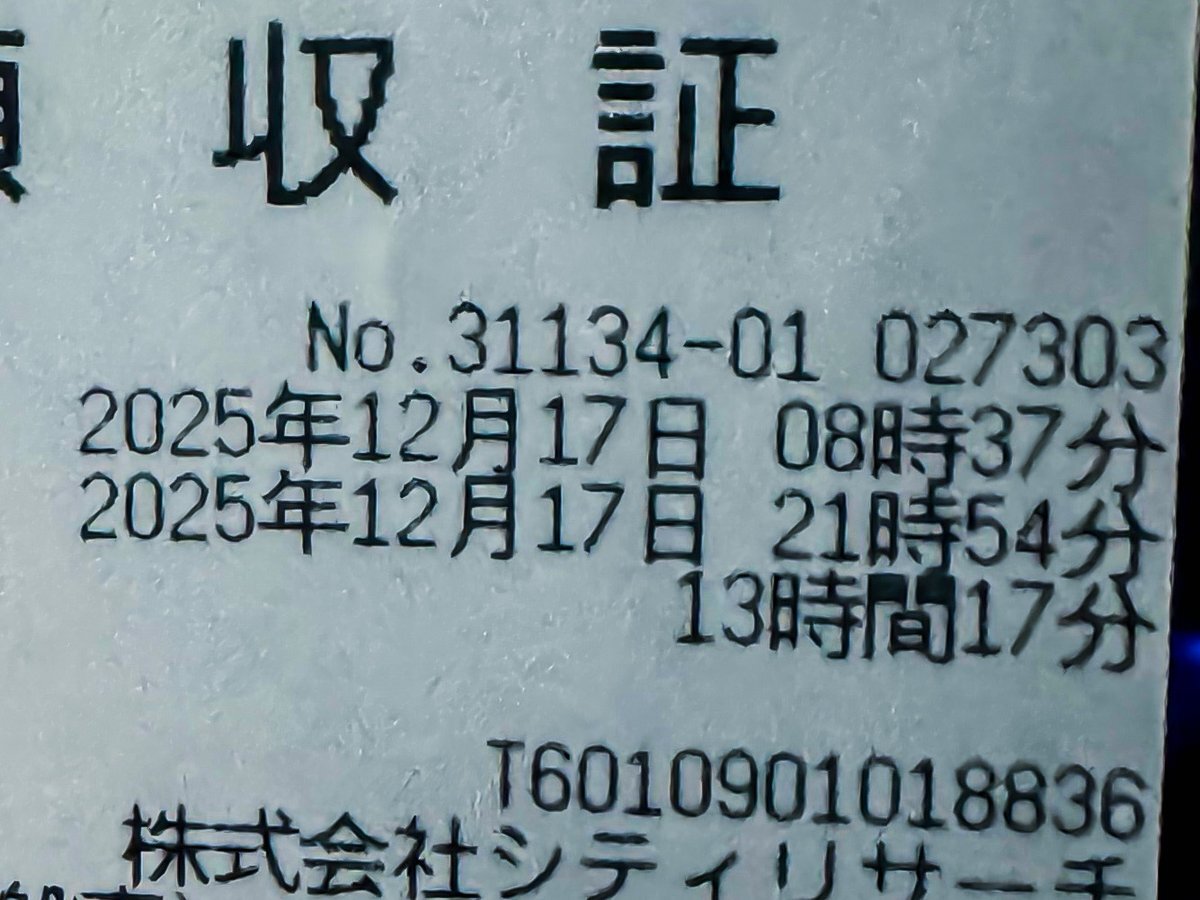 領収証
No.31134-01 027303
2025年12月17日 08時37分
2025年12月17日 21時54分
13時間17分
T6010901018836
株式会社シティリサーチ